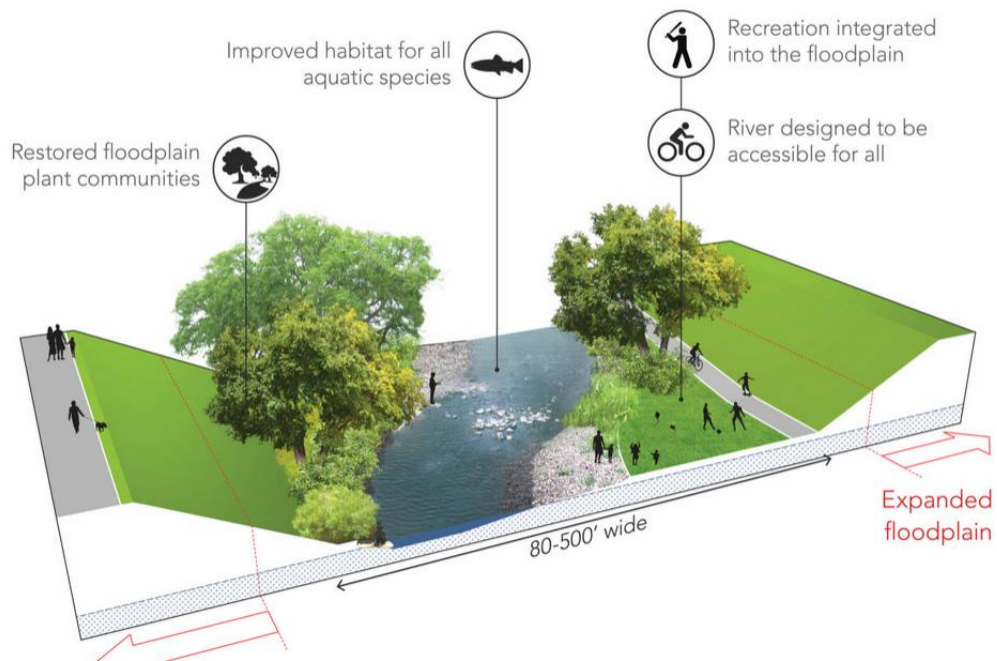 Improved habitat for all
aquatic species
Recreation integrated
into the floodplain
River designed to be
accessible for all
Restored floodplain
plant communities
80-500’ wide
Expanded
floodplain